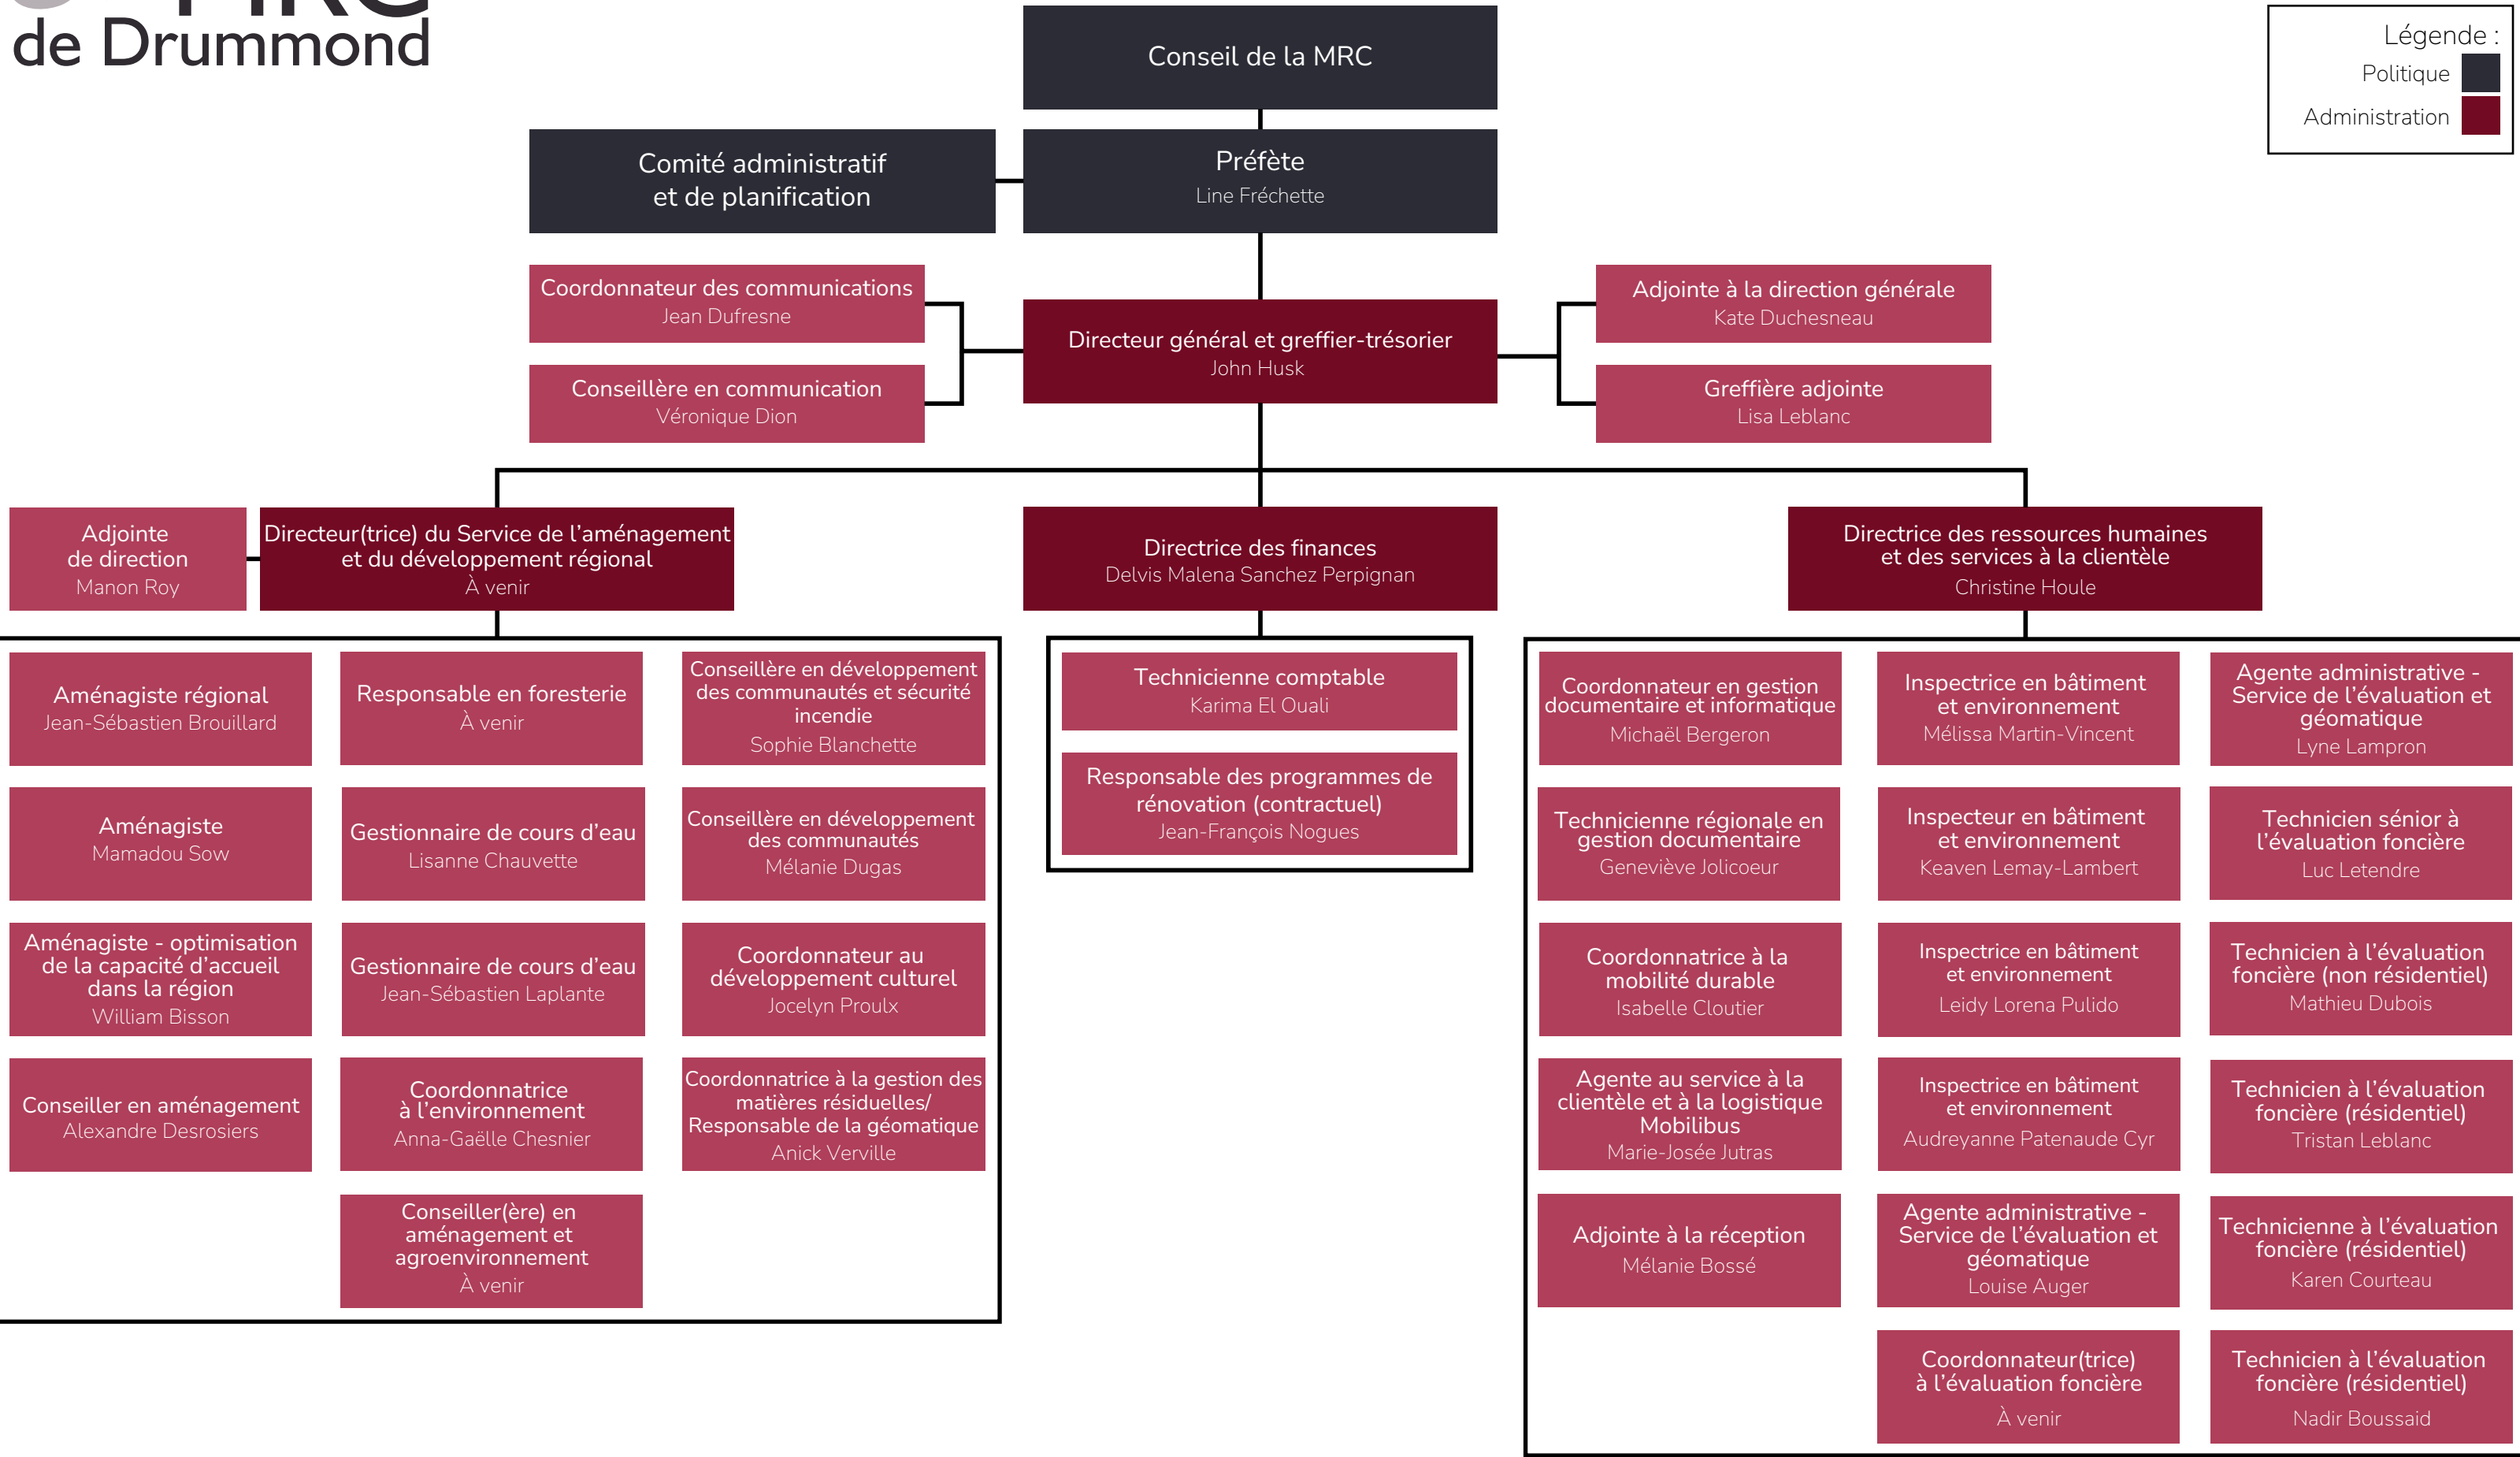 MRC
de Drummond
Conseil de la MRC
Légende :
Politique
Administration
Comité administratif
et de planification
Préfète
Line Fréchette
Coordonnateur des communications
Jean Dufresne
Conseillère en communication
Véronique Dion
Directeur général et greffier-trésorier
John Husk
Adjointe à la direction générale
Kate Duchesneau
Greffière adjointe
Lisa Leblanc
Adjointe
de direction
Manon Roy
Directeur(trice) du Service de l’aménagement
et du développement régional
À venir
Directrice des finances
Delvis Malena Sanchez Perpignan
Directrice des ressources humaines
et des services à la clientèle
Christine Houle
Aménagiste régional
Jean-Sébastien Brouillard
Aménagiste
Mamadou Sow
Aménagiste - optimisation
de la capacité d’accueil
dans la région
William Bisson
Conseiller en aménagement
Alexandre Desrosiers
Responsable en foresterie
À venir
Gestionnaire de cours d’eau
Lisanne Chauvette
Gestionnaire de cours d’eau
Jean-Sébastien Laplante
Coordonnatrice
à l’environnement
Anna-Gaëlle Chesnier
Conseiller(ère) en
aménagement et
agroenvironnement
À venir
Conseillère en développement
des communautés et sécurité
incendie
Sophie Blanchette
Conseillère en développement
des communautés
Mélanie Dugas
Coordonnateur au
développement culturel
Jocelyn Proulx
Coordonnatrice à la gestion des
matières résiduelles/
Responsable de la géomatique
Anick Verville
Technicienne comptable
Karima El Ouali
Responsable des programmes de
rénovation (contractuel)
Jean-François Nogues
Coordonnateur en gestion
documentaire et informatique
Michaël Bergeron
Technicienne régionale en
gestion documentaire
Geneviève Jolicoeur
Coordonnatrice à la
mobilité durable
Isabelle Cloutier
Agente au service à la
clientèle et à la logistique
Mobilibus
Marie-Josée Jutras
Adjointe à la réception
Mélanie Bossé
Inspectrice en bâtiment
et environnement
Mélissa Martin-Vincent
Inspecteur en bâtiment
et environnement
Keaven Lemay-Lambert
Inspectrice en bâtiment
et environnement
Leidy Lorena Pulido
Inspectrice en bâtiment
et environnement
Audreyanne Patenaude Cyr
Agente administrative -
Service de l’évaluation et
géomatique
Louise Auger
Coordonnateur(trice)
à l’évaluation foncière
À venir
Agente administrative -
Service de l’évaluation et
géomatique
Lyne Lampron
Technicien sénior à
l’évaluation foncière
Luc Letendre
Technicien à l’évaluation
foncière (non résidentiel)
Mathieu Dubois
Technicien à l’évaluation
foncière (résidentiel)
Tristan Leblanc
Technicienne à l’évaluation
foncière (résidentiel)
Karen Courteau
Technicien à l’évaluation
foncière (résidentiel)
Nadir Boussaid